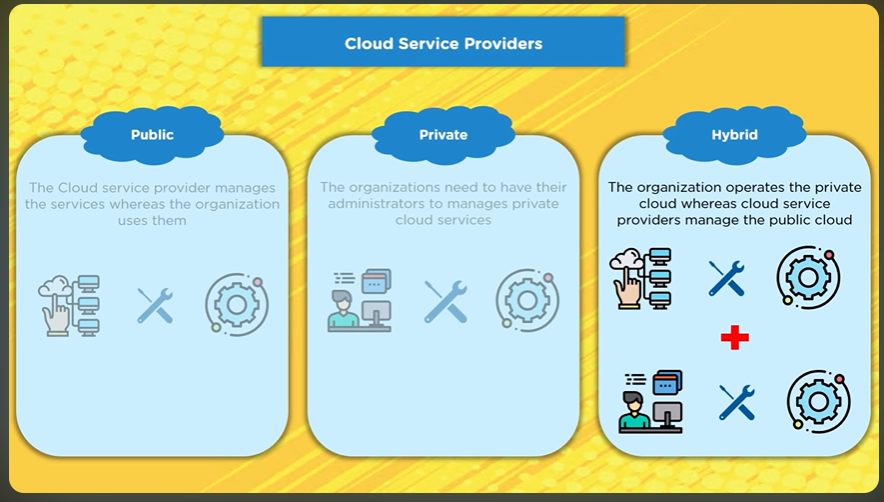 Cloud Service Providers
Public
The Cloud service provider manages
the services whereas the organization
uses them
Private
The organizations need to have their
administrators to manages private
cloud services
Hybrid
The organization operates the private
cloud whereas cloud service
providers manage the public cloud